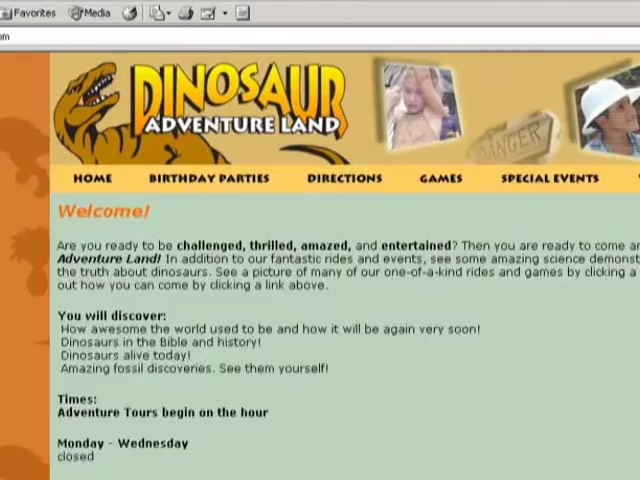 Favorites Media
om
DINOSAUR
ADVENTURE LAND
DANGER
HOME BIRTHDAY PARTIES DIRECTIONS GAMES SPECIAL EVENTS
Welcome!
Are you ready to be challenged, thrilled, amazed, and entertained? Then you are ready to come
Adventure Land! In addition to our fantastic rides and events, see some amazing science
the truth about dinosaurs. See a picture of many of our one-of-a-kind rides and games by clicking a
out how you can come by clicking a link above.
You will discover:
How awesome the world used to be and how it will be again very soon!
Dinosaurs in the Bible and history!
Dinosaurs alive today!
Amazing fossil discoveries. See them yourself!
Times:
Adventure Tours begin on the hour
Monday - Wednesday
closed